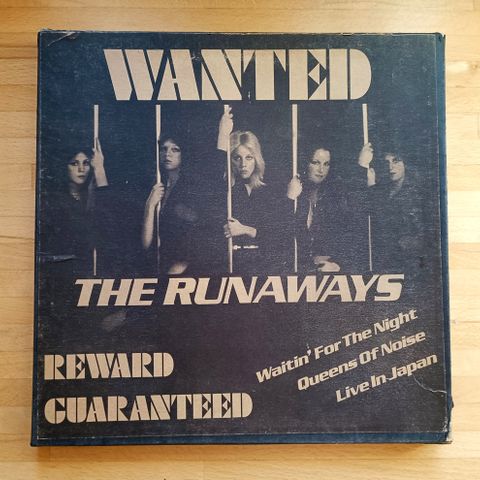 WANTED
THE RUNAWAYS
Waitin' For The Night
Queens Of Noise
Live In Japan
REWARD
GUARANTEED